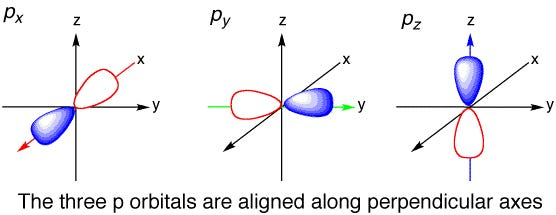 px
z
x
y
py
z
x
y
pz
z
x
y
The three p orbitals are aligned along perpendicular axes